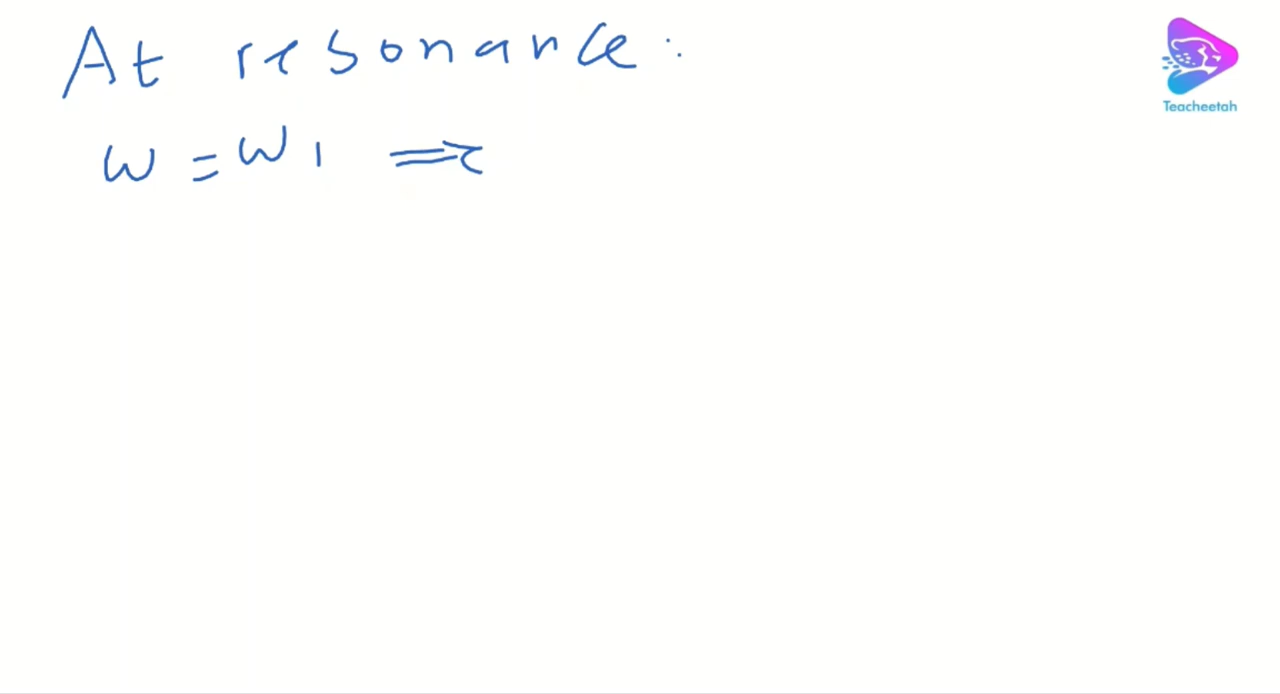 At resonance :
w = w1 ⇒
Teacheetah